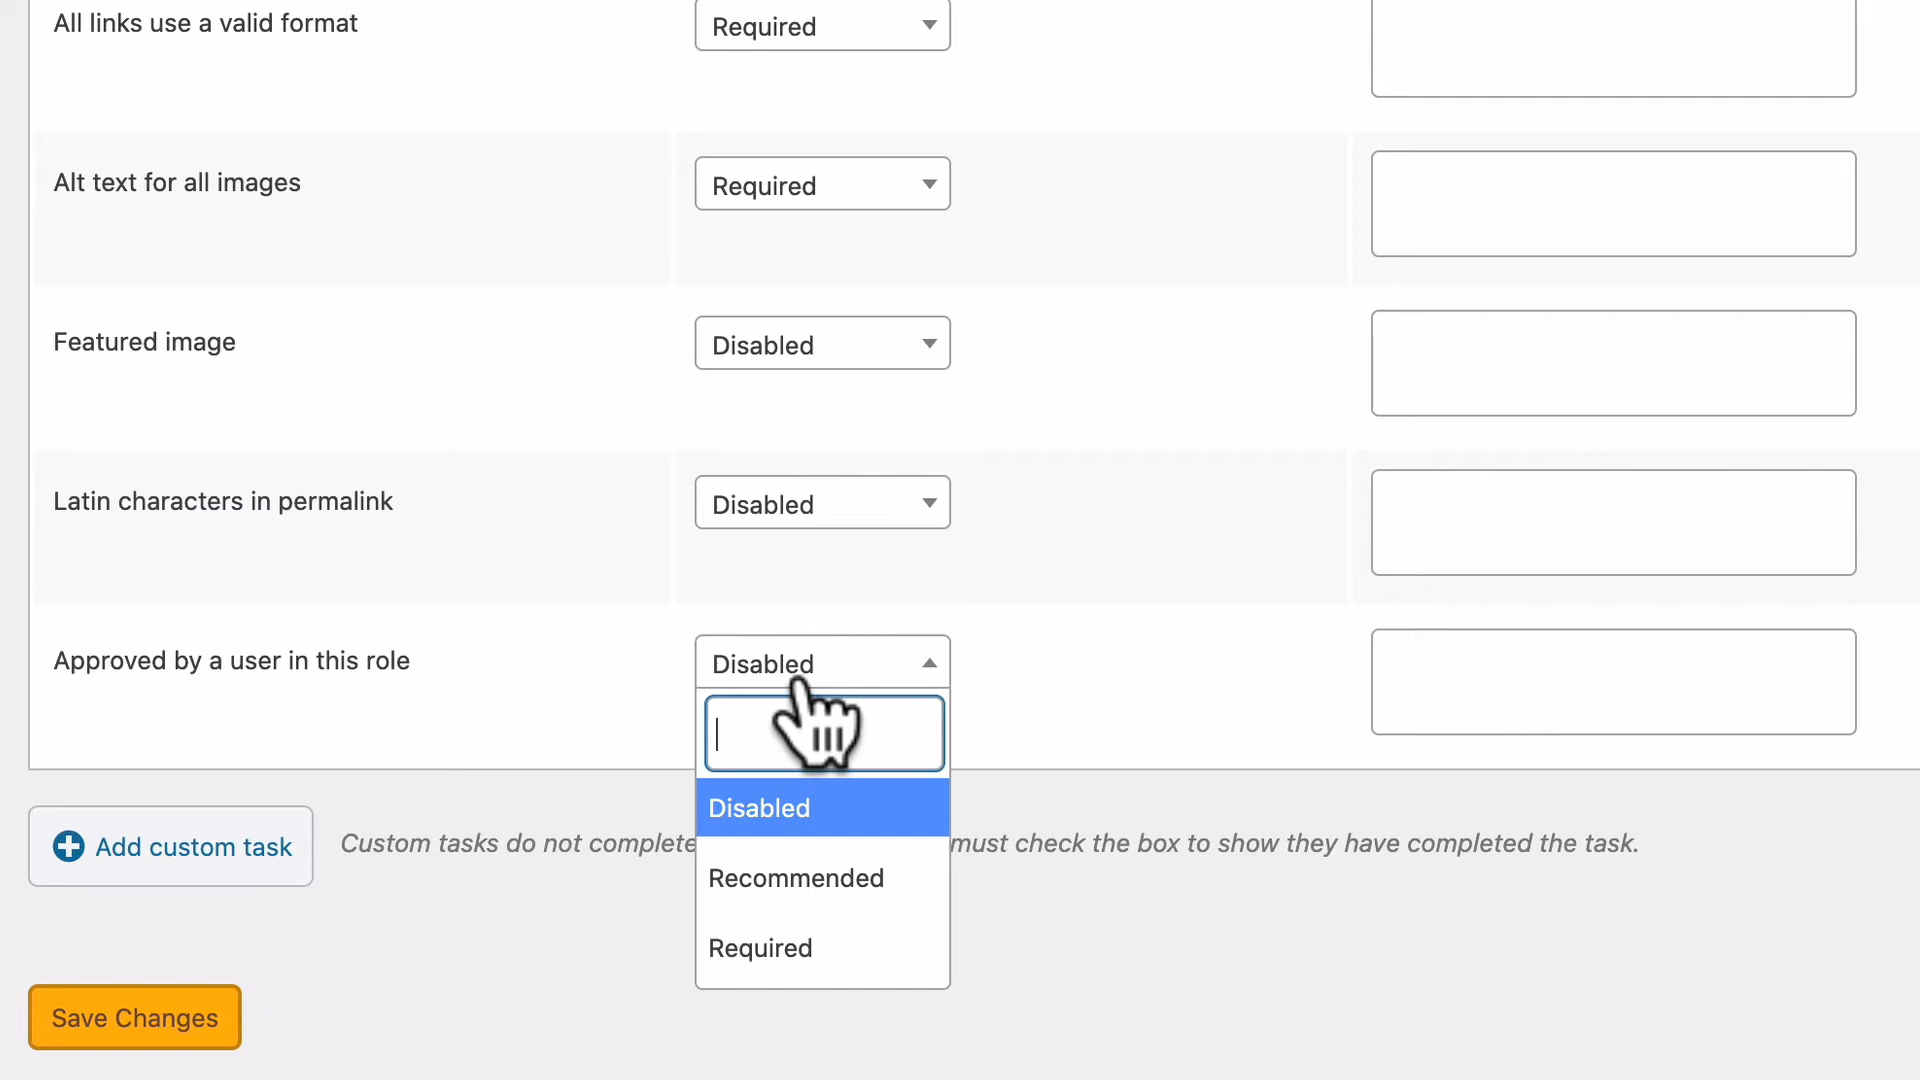 All links use a valid format
Required
Alt text for all images
Required
Featured image
Disabled
Latin characters in permalink
Disabled
Approved by a user in this role
Disabled
Disabled
Recommended
Required
Add custom task
Custom tasks do not complete must check the box to show they have completed the task.
Save Changes